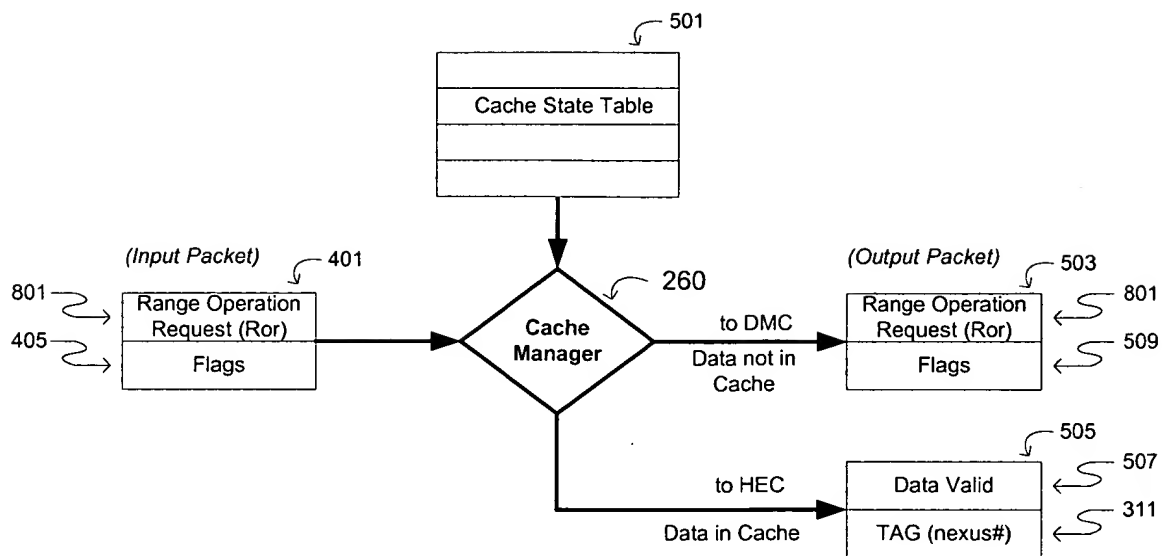 501
Cache State Table
(Input Packet)
401
801
Range Operation
Request (Ror)
405
Flags
260
Cache
Manager
to DMC
Data not in
Cache
(Output Packet)
503
Range Operation
Request (Ror)
801
Flags
509
to HEC
Data in Cache
505
Data Valid
507
TAG (nexus#)
311